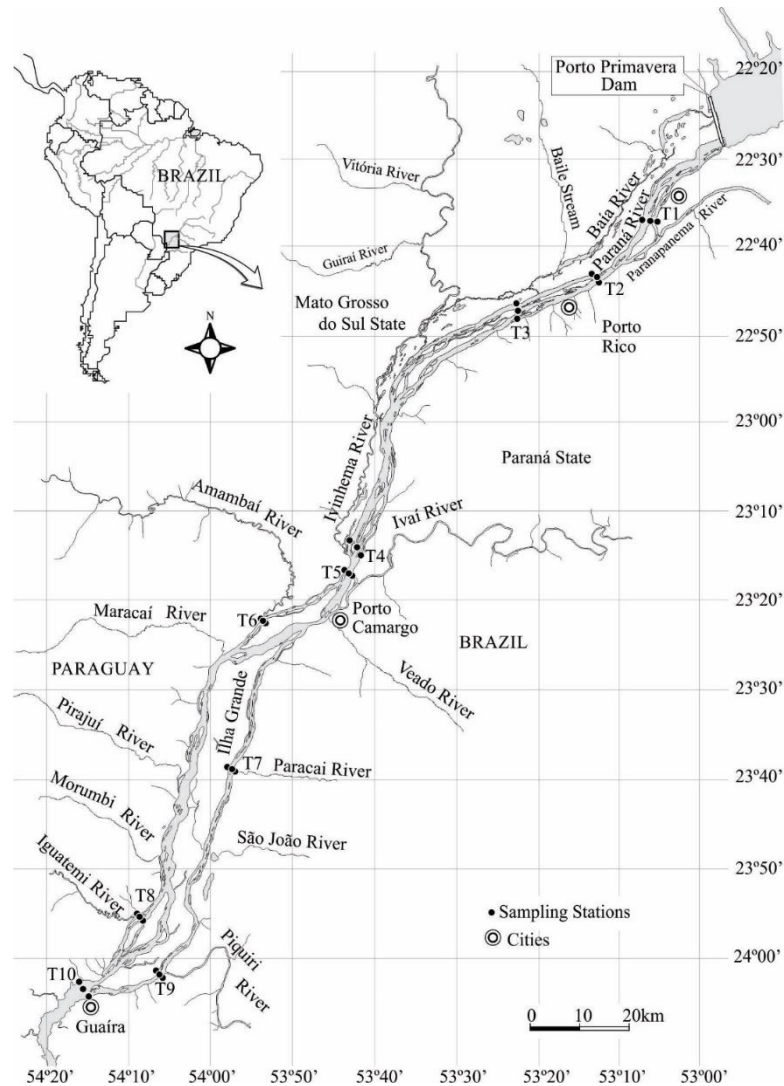 Porto Primavera
Dam
BRAZIL
Vitória River
Baile Stream
Baía River
Paraná River
T1
Paranapanema River
Guiraí River
T2
Mato Grosso
do Sul State
N
T3
Porto
Rico
Ivinhema River
Paraná State
Amambaí River
Ivaí River
T4
T5
T6
Porto
Camargo
Maracaí River
BRAZIL
PARAGUAY
Veado River
Ilha Grande
Pirajuí River
T7
Paracai River
Morumbi River
São João River
Iguatemi River
T8
Sampling Stations
Cities
Piquiri
River
T10
T9
Guaíra
0 10 20km
22º20'
22º30'
22º40'
22º50'
23º00'
23º10'
23º20'
23º30'
23º40'
23º50'
24º00'
54º20' 54º10' 54º00' 53º50' 53º40' 53º30' 53º20' 53º10' 53º00'